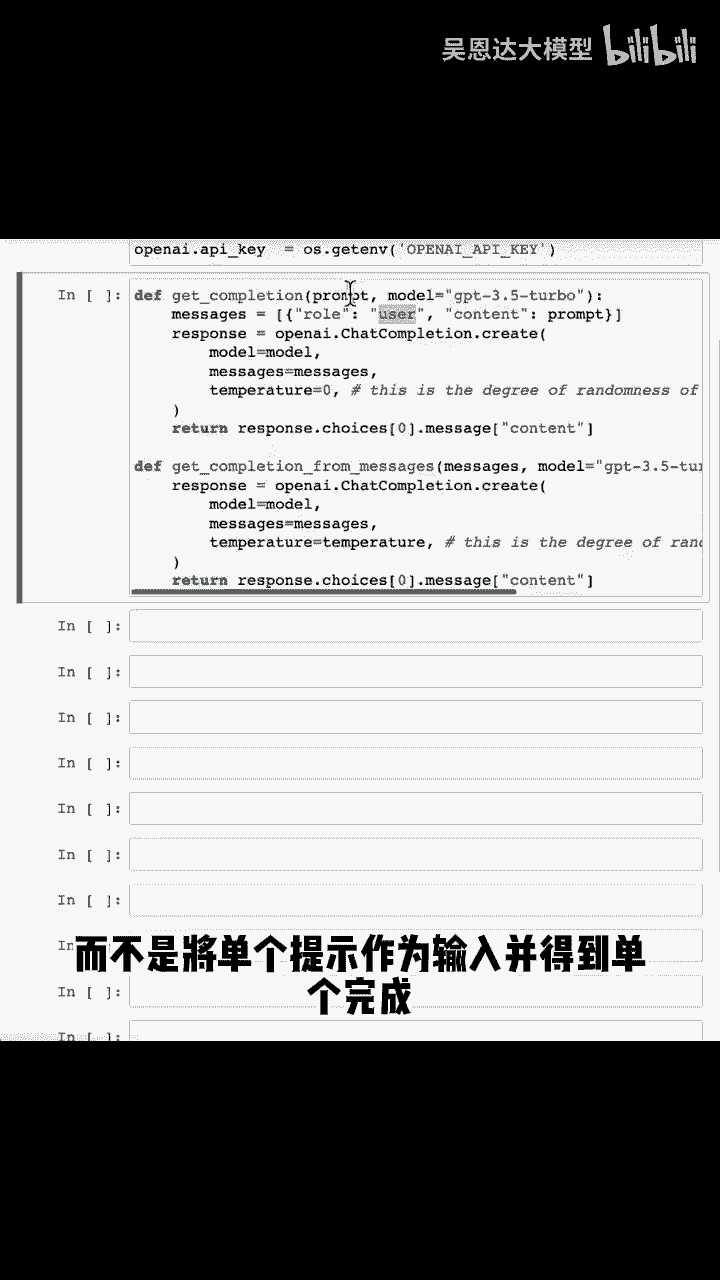 吴恩达大模型 bilibili
openai.api_key = os.getenv('OPENAI_API_KEY')
In [ ]: def get_completion(prompt, model="gpt-3.5-turbo"):
messages = [{"role": "user", "content": prompt}]
response = openai.ChatCompletion.create(
model=model,
messages=messages,
temperature=0, # this is the degree of randomness of
)
return response.choices[0].message["content"]
def get_completion_from_messages(messages, model="gpt-3.5-tu
response = openai.ChatCompletion.create(
model=model,
messages=messages,
temperature=temperature, # this is the degree of ran
)
return response.choices[0].message["content"]
In [ ]:
In [ ]:
In [ ]:
In [ ]:
In [ ]:
In [ ]:
In [ ]:
In
而不是將单个提示作为输入并得到单
In [ ]:
个完成
In [ ]: